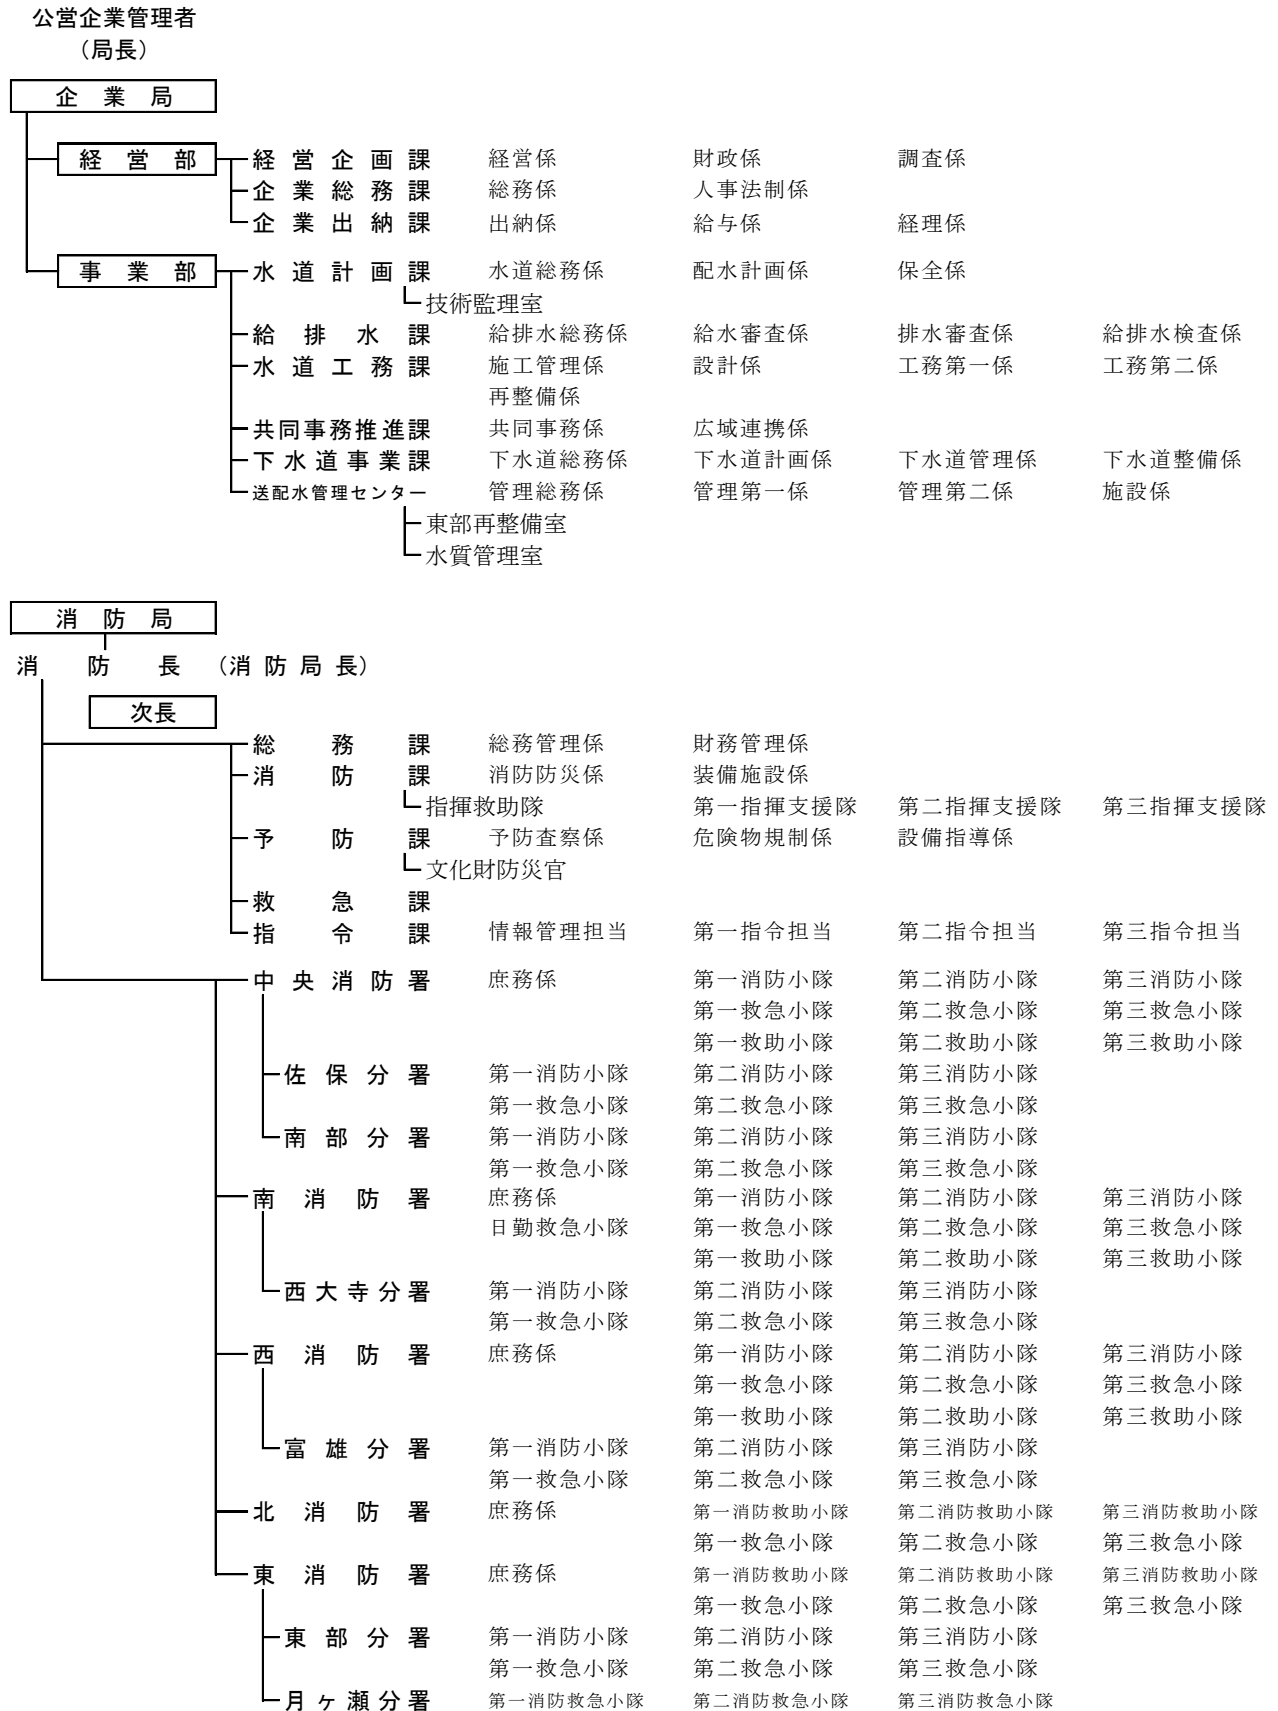 公営企業管理者
（局長）
企業局
経営部 経営企画課 経営係 財政係 調査係
企業総務課 総務係 人事法制係
企業出納課 出納係 給与係 経理係
事業部 水道計画課 水道総務係 配水計画係 保全係
技術監理室
給排水課 給排水総務係 給水審査係 排水審査係 給排水検査係
水道工務課 施工管理係 設計係 工務第一係 工務第二係
再整備係
共同事務推進課 共同事務係 広域連携係
下水道事業課 下水道総務係 下水道計画係 下水道管理係 下水道整備係
送配水管理センター 管理総務係 管理第一係 管理第二係 施設係
東部再整備室
水質管理室
消防局
消防長（消防局長）
次長
総務課 総務管理係 財務管理係
消防課 消防防災係 装備施設係
指揮救助隊 第一指揮支援隊 第二指揮支援隊 第三指揮支援隊
予防課 予防査察係 危険物規制係 設備指導係
文化財防災官
救急課
指令課 情報管理担当 第一指令担当 第二指令担当 第三指令担当
中央消防署 庶務係 第一消防小隊 第二消防小隊 第三消防小隊
第一救急小隊 第二救急小隊 第三救急小隊
第一救助小隊 第二救助小隊 第三救助小隊
佐保分署 第一消防小隊 第二消防小隊 第三消防小隊
第一救急小隊 第二救急小隊 第三救急小隊
南部分署 第一消防小隊 第二消防小隊 第三消防小隊
第一救急小隊 第二救急小隊 第三救急小隊
南消防署 庶務係 第一消防小隊 第二消防小隊 第三消防小隊
日勤救急小隊 第一救急小隊 第二救急小隊 第三救急小隊
第一救助小隊 第二救助小隊 第三救助小隊
西大寺分署 第一消防小隊 第二消防小隊 第三消防小隊
第一救急小隊 第二救急小隊 第三救急小隊
西消防署 庶務係 第一消防小隊 第二消防小隊 第三消防小隊
第一救急小隊 第二救急小隊 第三救急小隊
第一救助小隊 第二救助小隊 第三救助小隊
富雄分署 第一消防小隊 第二消防小隊 第三消防小隊
第一救急小隊 第二救急小隊 第三救急小隊
北消防署 庶務係 第一消防救助小隊 第二消防救助小隊 第三消防救助小隊
第一救急小隊 第二救急小隊 第三救急小隊
東消防署 庶務係 第一消防救助小隊 第二消防救助小隊 第三消防救助小隊
第一救急小隊 第二救急小隊 第三救急小隊
東部分署 第一消防小隊 第二消防小隊 第三消防小隊
第一救急小隊 第二救急小隊 第三救急小隊
月ヶ瀬分署 第一消防救急小隊 第二消防救急小隊 第三消防救急小隊